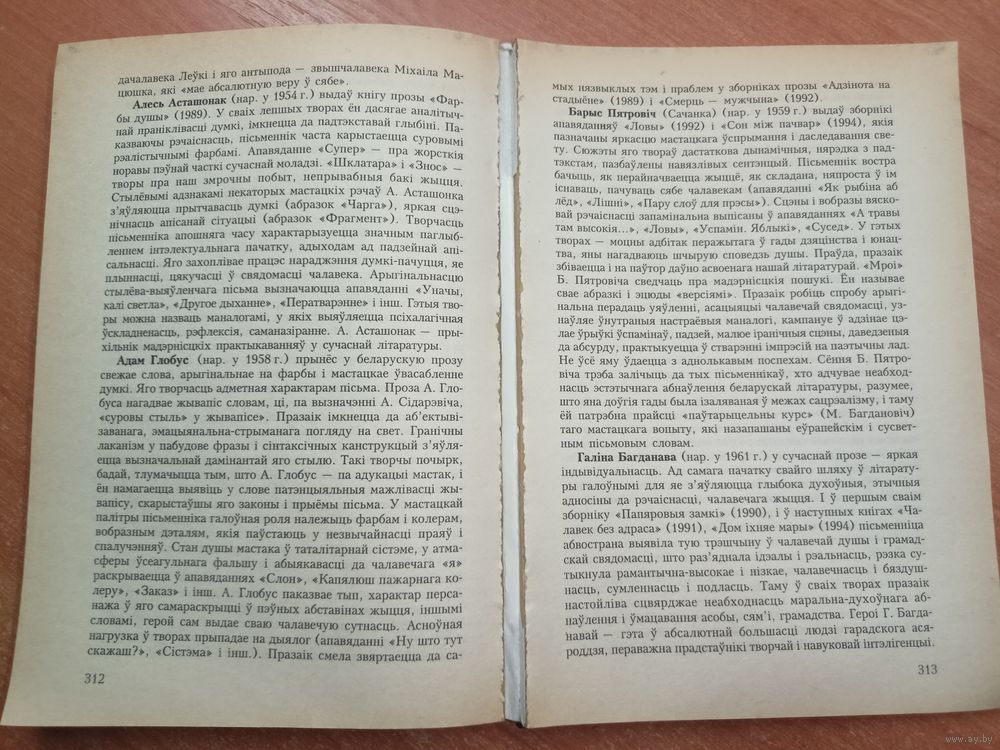 дачалавека Леўкі і яго антыпода — звышчалавека Міхаіла Ма-
цюшка, які «мае абсалютную веру ў сябе».
Алесь Асташонак (нар. у 1954 г.) выдаў кнігу прозы «Фар-
бы душы» (1989). У сваіх лепшых творах ён дасягае аналітыч-
най праніклівасці думкі, імкнецца да падтэкставай глыбіні. Па-
казваючы рэчаіснасць, пісьменнік часта карыстаецца суровымі
рэалістычнымі фарбамі. Апавяданне «Супер» — пра жорсткія
норавы пэўнай часткі сучаснай моладзі. «Шклатара» і «Знос» —
творы пра наш змрочны побыт, непрывабныя бакі жыцця.
Стылёвымі адзнакамі некаторых мастацкіх рэчаў А. Асташонка
з’яўляюцца прытчавасць думкі (абразок «Чарга»), яркая сцэ-
нічнасць апісанай сітуацыі (абразок «Фрагмент»). Творчасць
пісьменніка апошняга часу характарызуецца значным паглыб-
леннем інтэлектуальнага пачатку, адыходам ад падзейнай апі-
сальнасці. Яго захоплівае працэс нараджэння думкі-пачуцця, яе
плыннасці, цякучасці ў свядомасці чалавека. Арыгінальнасцю
стылёва-выяўленчага пісьма вызначаюцца апавяданні «Уначы,
калі светла», «Другое дыханне», «Ператварэнне» і інш. Гэтыя тво-
ры можна назваць маналогамі, у якіх выяўляецца псіхалагічная
ўскладненасць, рэфлексія, саманазіранне. А. Асташонак — пры-
хільнік мадэрнісцкіх практыкаванняў у сучаснай літаратуры.
Адам Глобус (нар. у 1958 г.) прынёс у беларускую прозу
свежае слова, арыгінальнае на фарбы і мастацкае ўвасабленне
думкі. Яго творчасць адметная характарам пісьма. Проза А. Гло-
буса нагадвае жывапіс словам, ці, па вызначэнні А. Сідарэвіча,
«суровы стыль» у жывапісе». Празаік імкнецца да аб’ектыві-
заванага, эмацыянальна-стрыманага погляду на свет. Гранічны
лаканізм у пабудове фразы і сінтаксічных канструкцый з’яўля-
ецца вызначальнай дамінантай яго стылю. Такі творчы почырк,
бадай, тлумачыцца тым, што А. Глобус — па адукацыі мастак, і
ён намагаецца выявіць у слове патэнцыяльныя мажлівасці жы-
вапісу, скарыстаўшы яго законы і прыёмы пісьма. У мастацкай
палітры пісьменніка галоўная роля належыць фарбам і колерам,
вобразным дэталям, якія паўстаюць у незвычайнасці праяў і
спалучэнняў. Стан душы мастака ў таталітарнай сістэме, у атма-
сферы ўсеагульнага фальшу і абыякавасці да чалавечага «я»
раскрываецца ў апавяданнях «Слон», «Капялюш пажарнага ко-
леру», «Заказ» і інш. А. Глобус паказвае тып, характар перса-
нажа ў яго самараскрыцці ў пэўных абставінах жыцця, іншымі
словамі, герой сам выдае сваю чалавечую сутнасць. Асноўная
нагрузка ў творах прыпадае на дыялог (апавяданні «Ну што тут
скажаш?», «Сістэма» і інш.). Празаік смела звяртаецца да са-
312
мых нязвыклых тэм і праблем у зборніках прозы «Адзінота на
стадыёне» (1989) і «Смерць — мужчына» (1992).
Барыс Пятровіч (Сачанка) (нар. у 1959 г.) выдаў зборнікі
апавяданняў «Ловы» (1992) і «Сон між пачвар» (1994), якія
пазначаны яркасцю мастацкага ўспрымання і даследавання све-
ту. Сюжэты яго твораў дастаткова дынамічныя, нярэдка з пад-
тэкстам, пазбаўлены навязлівых сентэнцый. Пісьменнік востра
бачыць, як перайначваецца жыццё, як складана, няпроста ў ім
існаваць, пачуваць сябе чалавекам (апавяданні «Як рыбіна аб
лёд», «Лішні», «Пару слоў для прэсы»). Сцэны і вобразы вяско-
вай рэчаіснасці запамінальна выпісаны ў апавяданнях «А травы
там высокія...», «Ловы», «Успамін. Яблыкі», «Сусед». У гэтых
творах — моцны адбітак перажытага ў гады дзяцінства і юнац-
тва, яны нагадваюць шчырую споведзь душы. Праўда, празаік
збіваецца і на паўтор даўно асвоенага нашай літаратурай. «Мроі»
Б. Пятровіча сведчаць пра мадэрнісцкія пошукі. Ён называе
свае абразкі і эцюды «версіямі». Празаік робіць спробу арыгі-
нальна перадаць уяўленні, асацыяцыі чалавечай свядомасці, уз-
наўляе ўнутраныя настраёвыя маналогі, кампануе ў адзінае цэ-
лае ўрыўкі ўспамінаў, падзей, малюе іранічныя сцэны, даведзеныя
да абсурду, практыкуецца ў стварэнні імпрэсій на паэтычны лад.
Не ўсё яму ўдаецца з аднолькавым поспехам. Сёння Б. Пятро-
віча трэба залічыць да тых пісьменнікаў, хто адчувае неабход-
насць эстэтычнага абнаўлення беларускай літаратуры, разумее,
што яна доўгія гады была ізаляваная ў межах сацрэалізму, і таму
ёй патрэбна прайсці «паўтарыцельны курс» (М. Багдановіч)
таго мастацкага вопыту, які назапашаны еўрапейскім і сусвет-
ным пісьмовым словам.
Галіна Багданава (нар. у 1961 г.) у сучаснай прозе — яркая
індывідуальнасць. Ад самага пачатку свайго шляху ў літарату-
ры галоўнымі для яе з’яўляюцца глыбока духоўныя, этычныя
адносіны да рэчаіснасці, чалавечага жыцця. І ў першым сваім
зборніку «Папяровыя замкі» (1990), і ў наступных кнігах «Ча-
лавек без адраса» (1991), «Дом іхняе мары» (1994) пісьменніца
абвострана выявіла тую трэшчыну ў чалавечай душы і грамад-
скай свядомасці, што раз’яднала ідэалы і рэальнасць, рэзка су-
тыкнула рамантычна-высокае і нізкае, чалавечнасць і бяздуш-
насць, сумленнасць і подласць. Таму ў сваіх творах празаік
настойліва сцвярджае неабходнасць маральна-духоўнага аб-
наўлення і ўмацавання асобы, сям’і, грамадства. Героі Г. Багда-
навай — гэта ў абсалютнай большасці людзі гарадскога ася-
роддзя, пераважна прадстаўнікі творчай і навуковай інтэлігенцыі.
313
www.ay.by